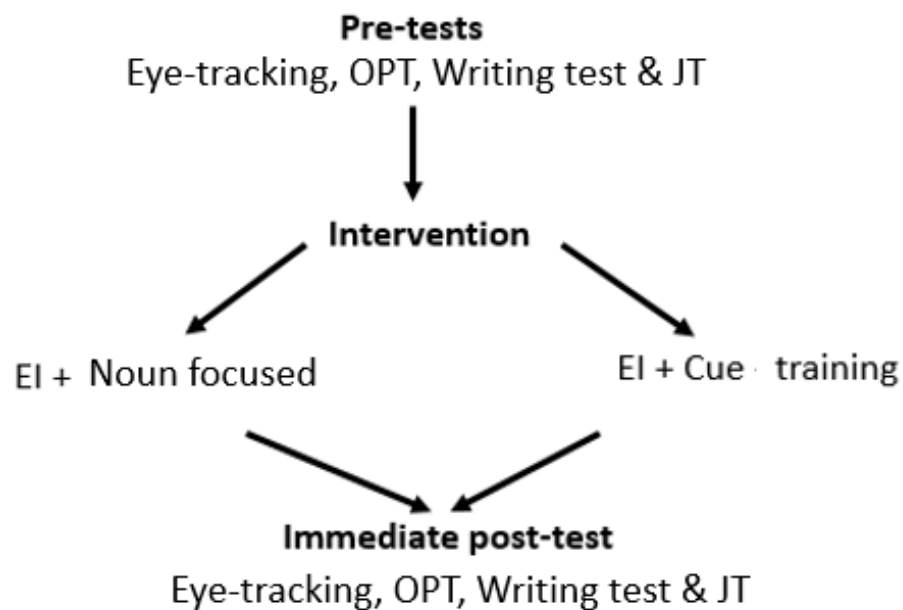 Pre-tests
Eye-tracking, OPT, Writing test & JT
Intervention
EI + Noun focused
EI + Cue training
Immediate post-test
Eye-tracking, OPT, Writing test & JT